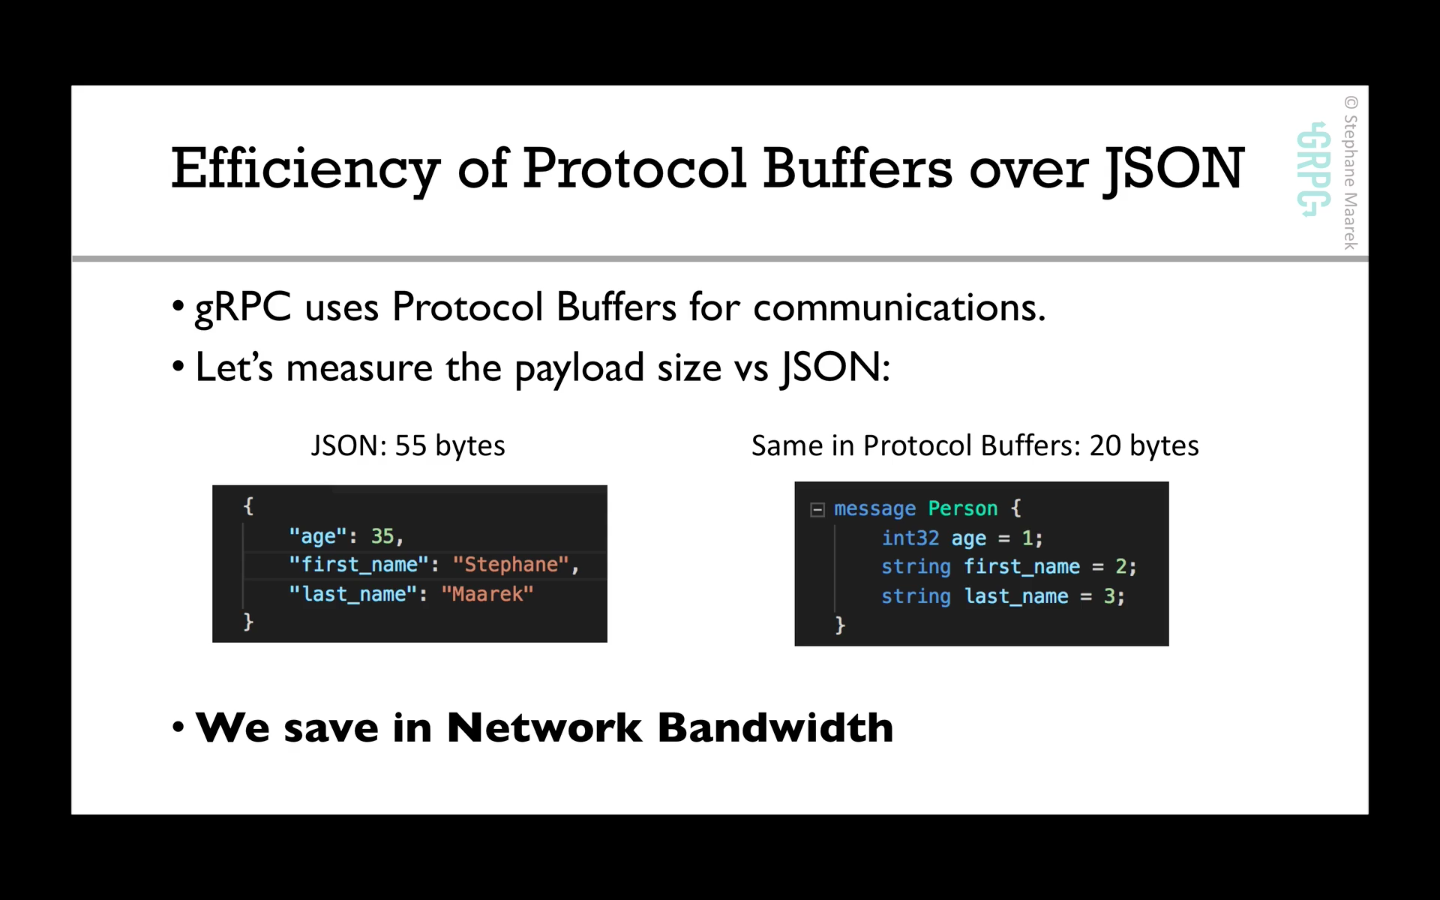 Efficiency of Protocol Buffers over JSON
© Stephane Maarek
GRPC
• gRPC uses Protocol Buffers for communications.
• Let’s measure the payload size vs JSON:
JSON: 55 bytes
{
"age": 35,
"first_name": "Stephane",
"last_name": "Maarek"
}
Same in Protocol Buffers: 20 bytes
message Person {
int32 age = 1;
string first_name = 2;
string last_name = 3;
}
• We save in Network Bandwidth